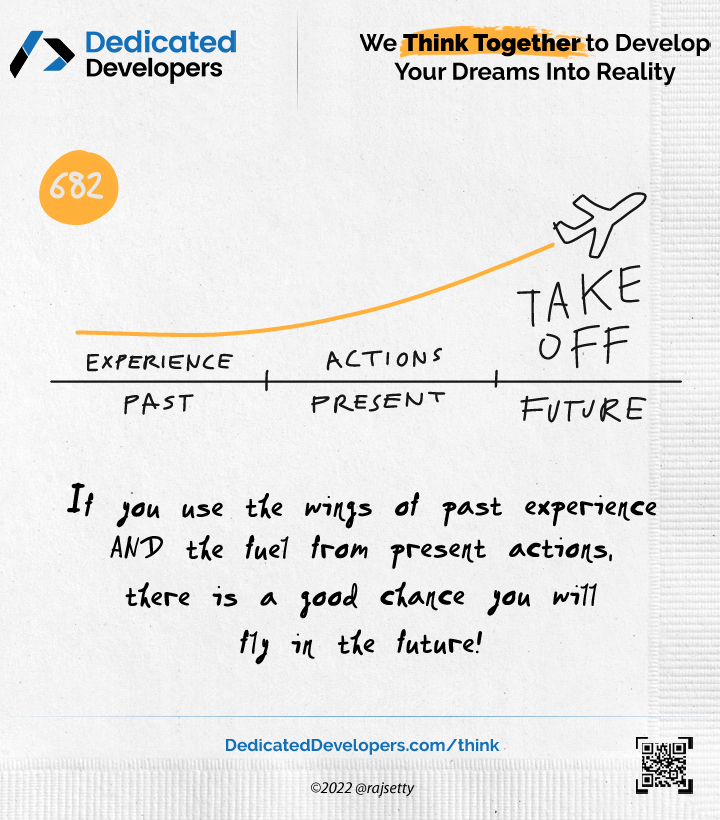 Dedicated
Developers
We Think Together to Develop
Your Dreams Into Reality
682
TAKE
OFF
EXPERIENCE ACTIONS
PAST PRESENT FUTURE
If you use the wings of past experience
AND the fuel from present actions,
there is a good chance you will
fly in the future!
DedicatedDevelopers.com/think
©2022 @rajsetty